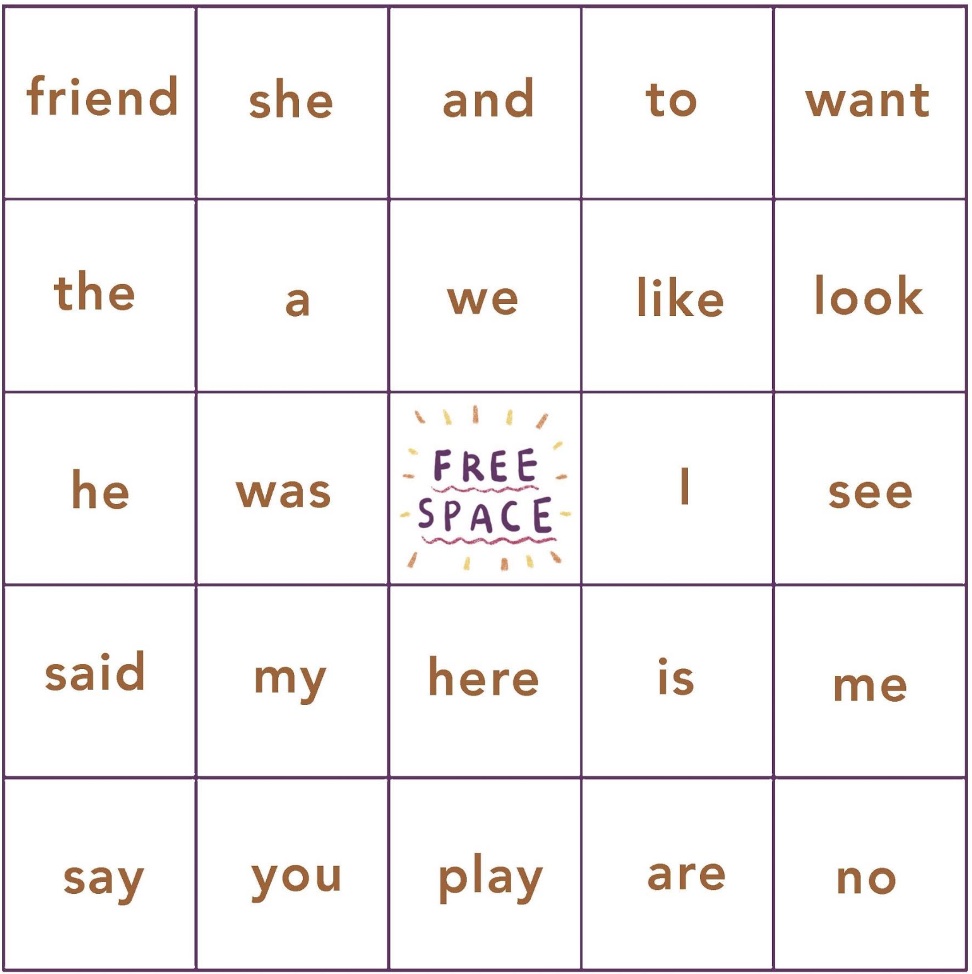 friend she and to want
the a we like look
he was FREE SPACE I see
said my here is me
say you play are no